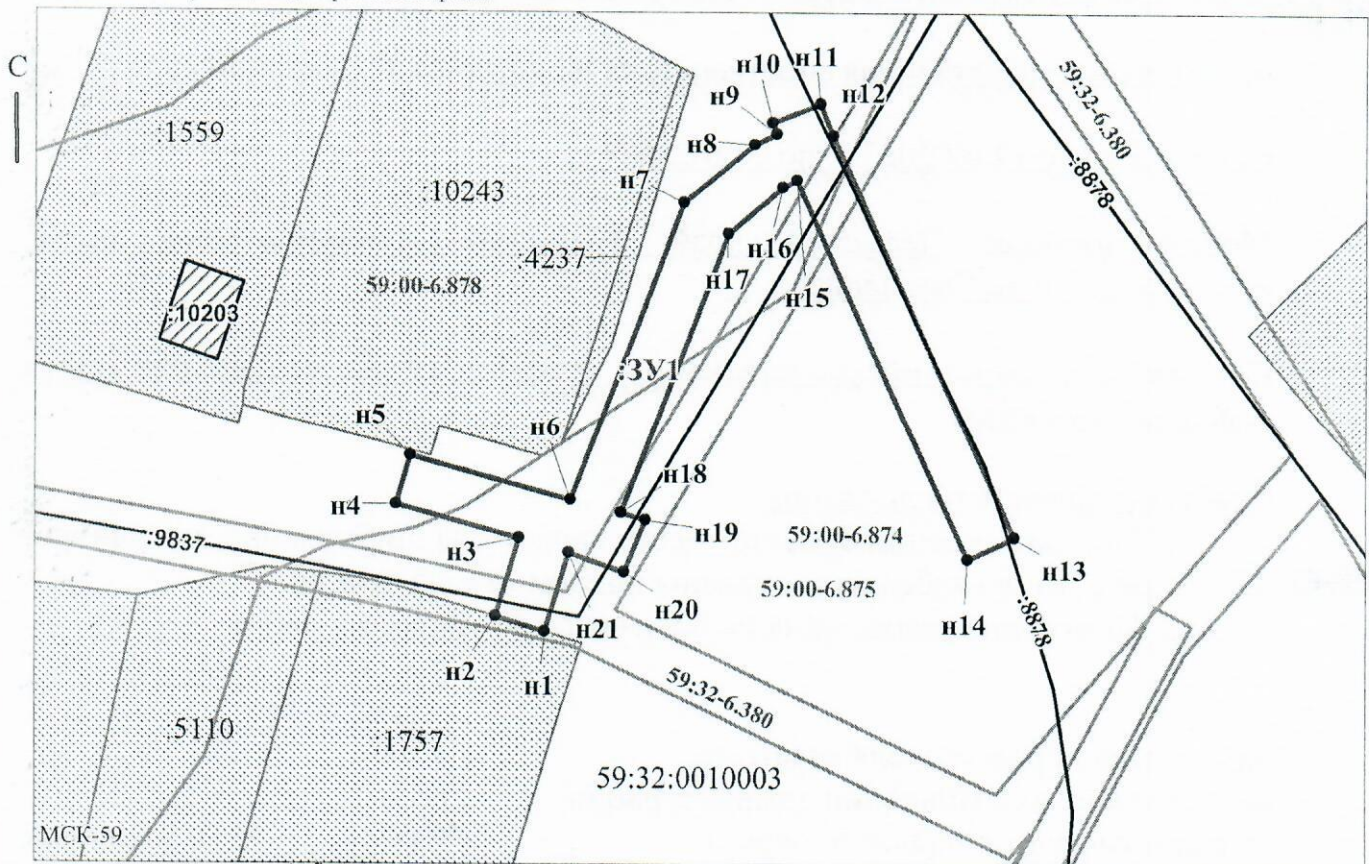 С
н10
н11
н9
н12
:1559
н8
59:32-6.380
:8878
:10243
н7
:4237
н16
59:00-6.878
н17
н15
:10203
:ЗУ1
н5
н6
н18
н4
н19
59:00-6.874
:9837
н3
н13
59:00-6.875
н20
н14
:8878
н21
н2
н1
59:32-6.380
:5110
:1757
59:32:0010003
МСК-59